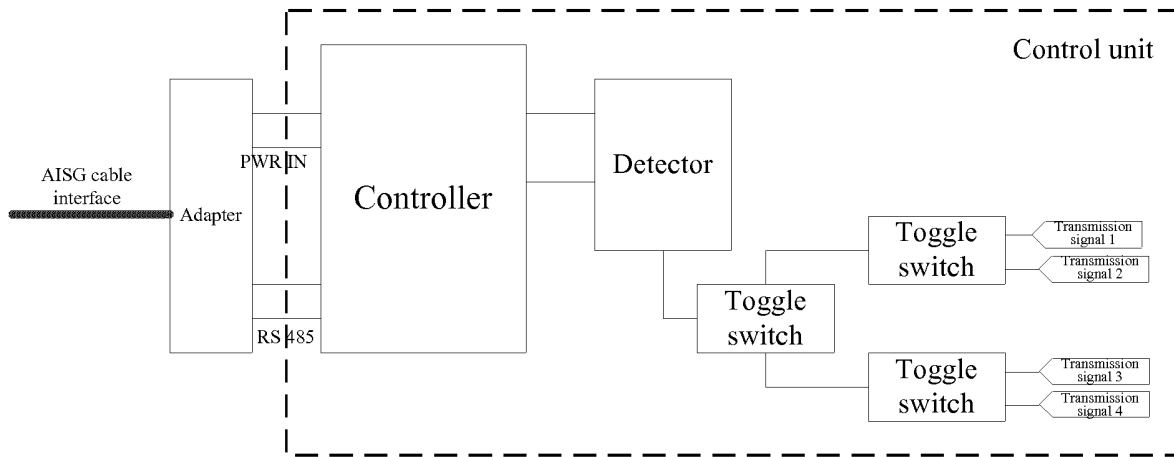 Control unit
AISG cable
interface
Adapter
PWR IN
RS 485
Controller
Detector
Toggle
switch
Toggle
switch
Transmission
signal 1
Transmission
signal 2
Toggle
switch
Transmission
signal 3
Transmission
signal 4